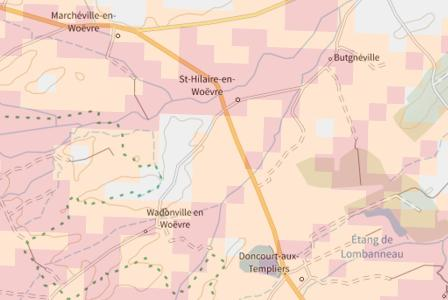 Marchéville-en-
Woëvre
Butgnéville
St-Hilaire-en-
Woëvre
Wadonville en
Woëvre
Étang de
Lombanneau
Doncourt-aux-
Templiers